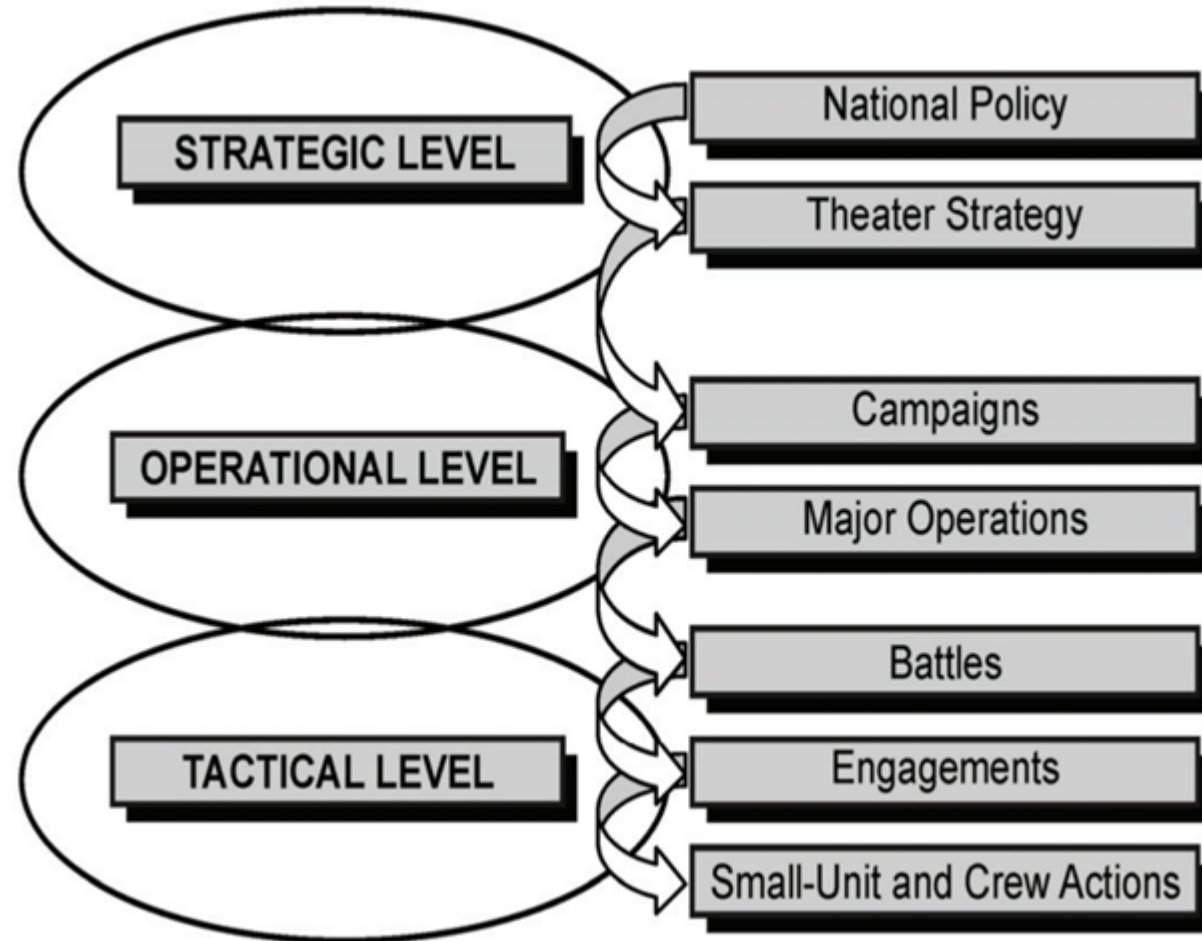 STRATEGIC LEVEL
National Policy
Theater Strategy
OPERATIONAL LEVEL
Campaigns
Major Operations
TACTICAL LEVEL
Battles
Engagements
Small-Unit and Crew Actions